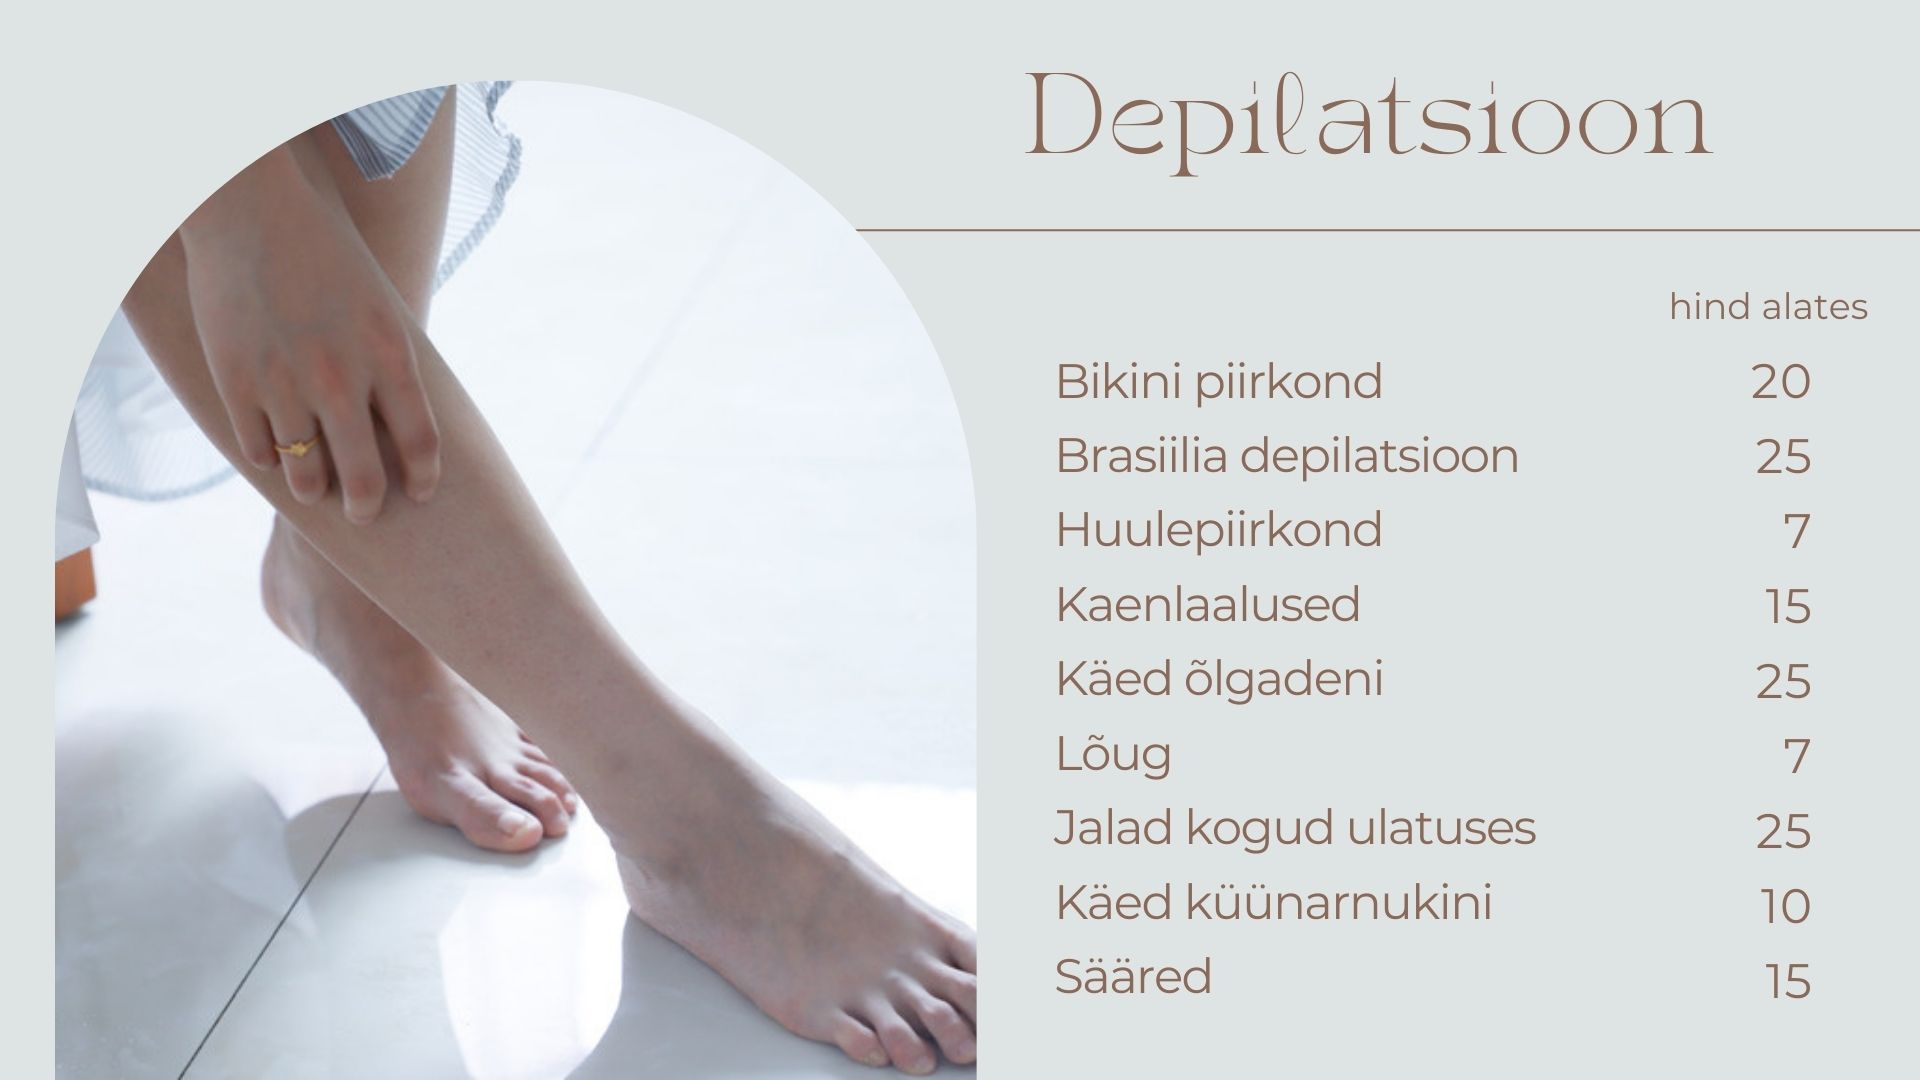 Depilatsioon
hind alates
Bikini piirkond 20
Brasiilia depilatsioon 25
Huulepiirkond 7
Kaenlaalused 15
Käed õlgadeni 25
Lõug 7
Jalad kogud ulatuses 25
Käed küünarnukini 10
Sääred 15